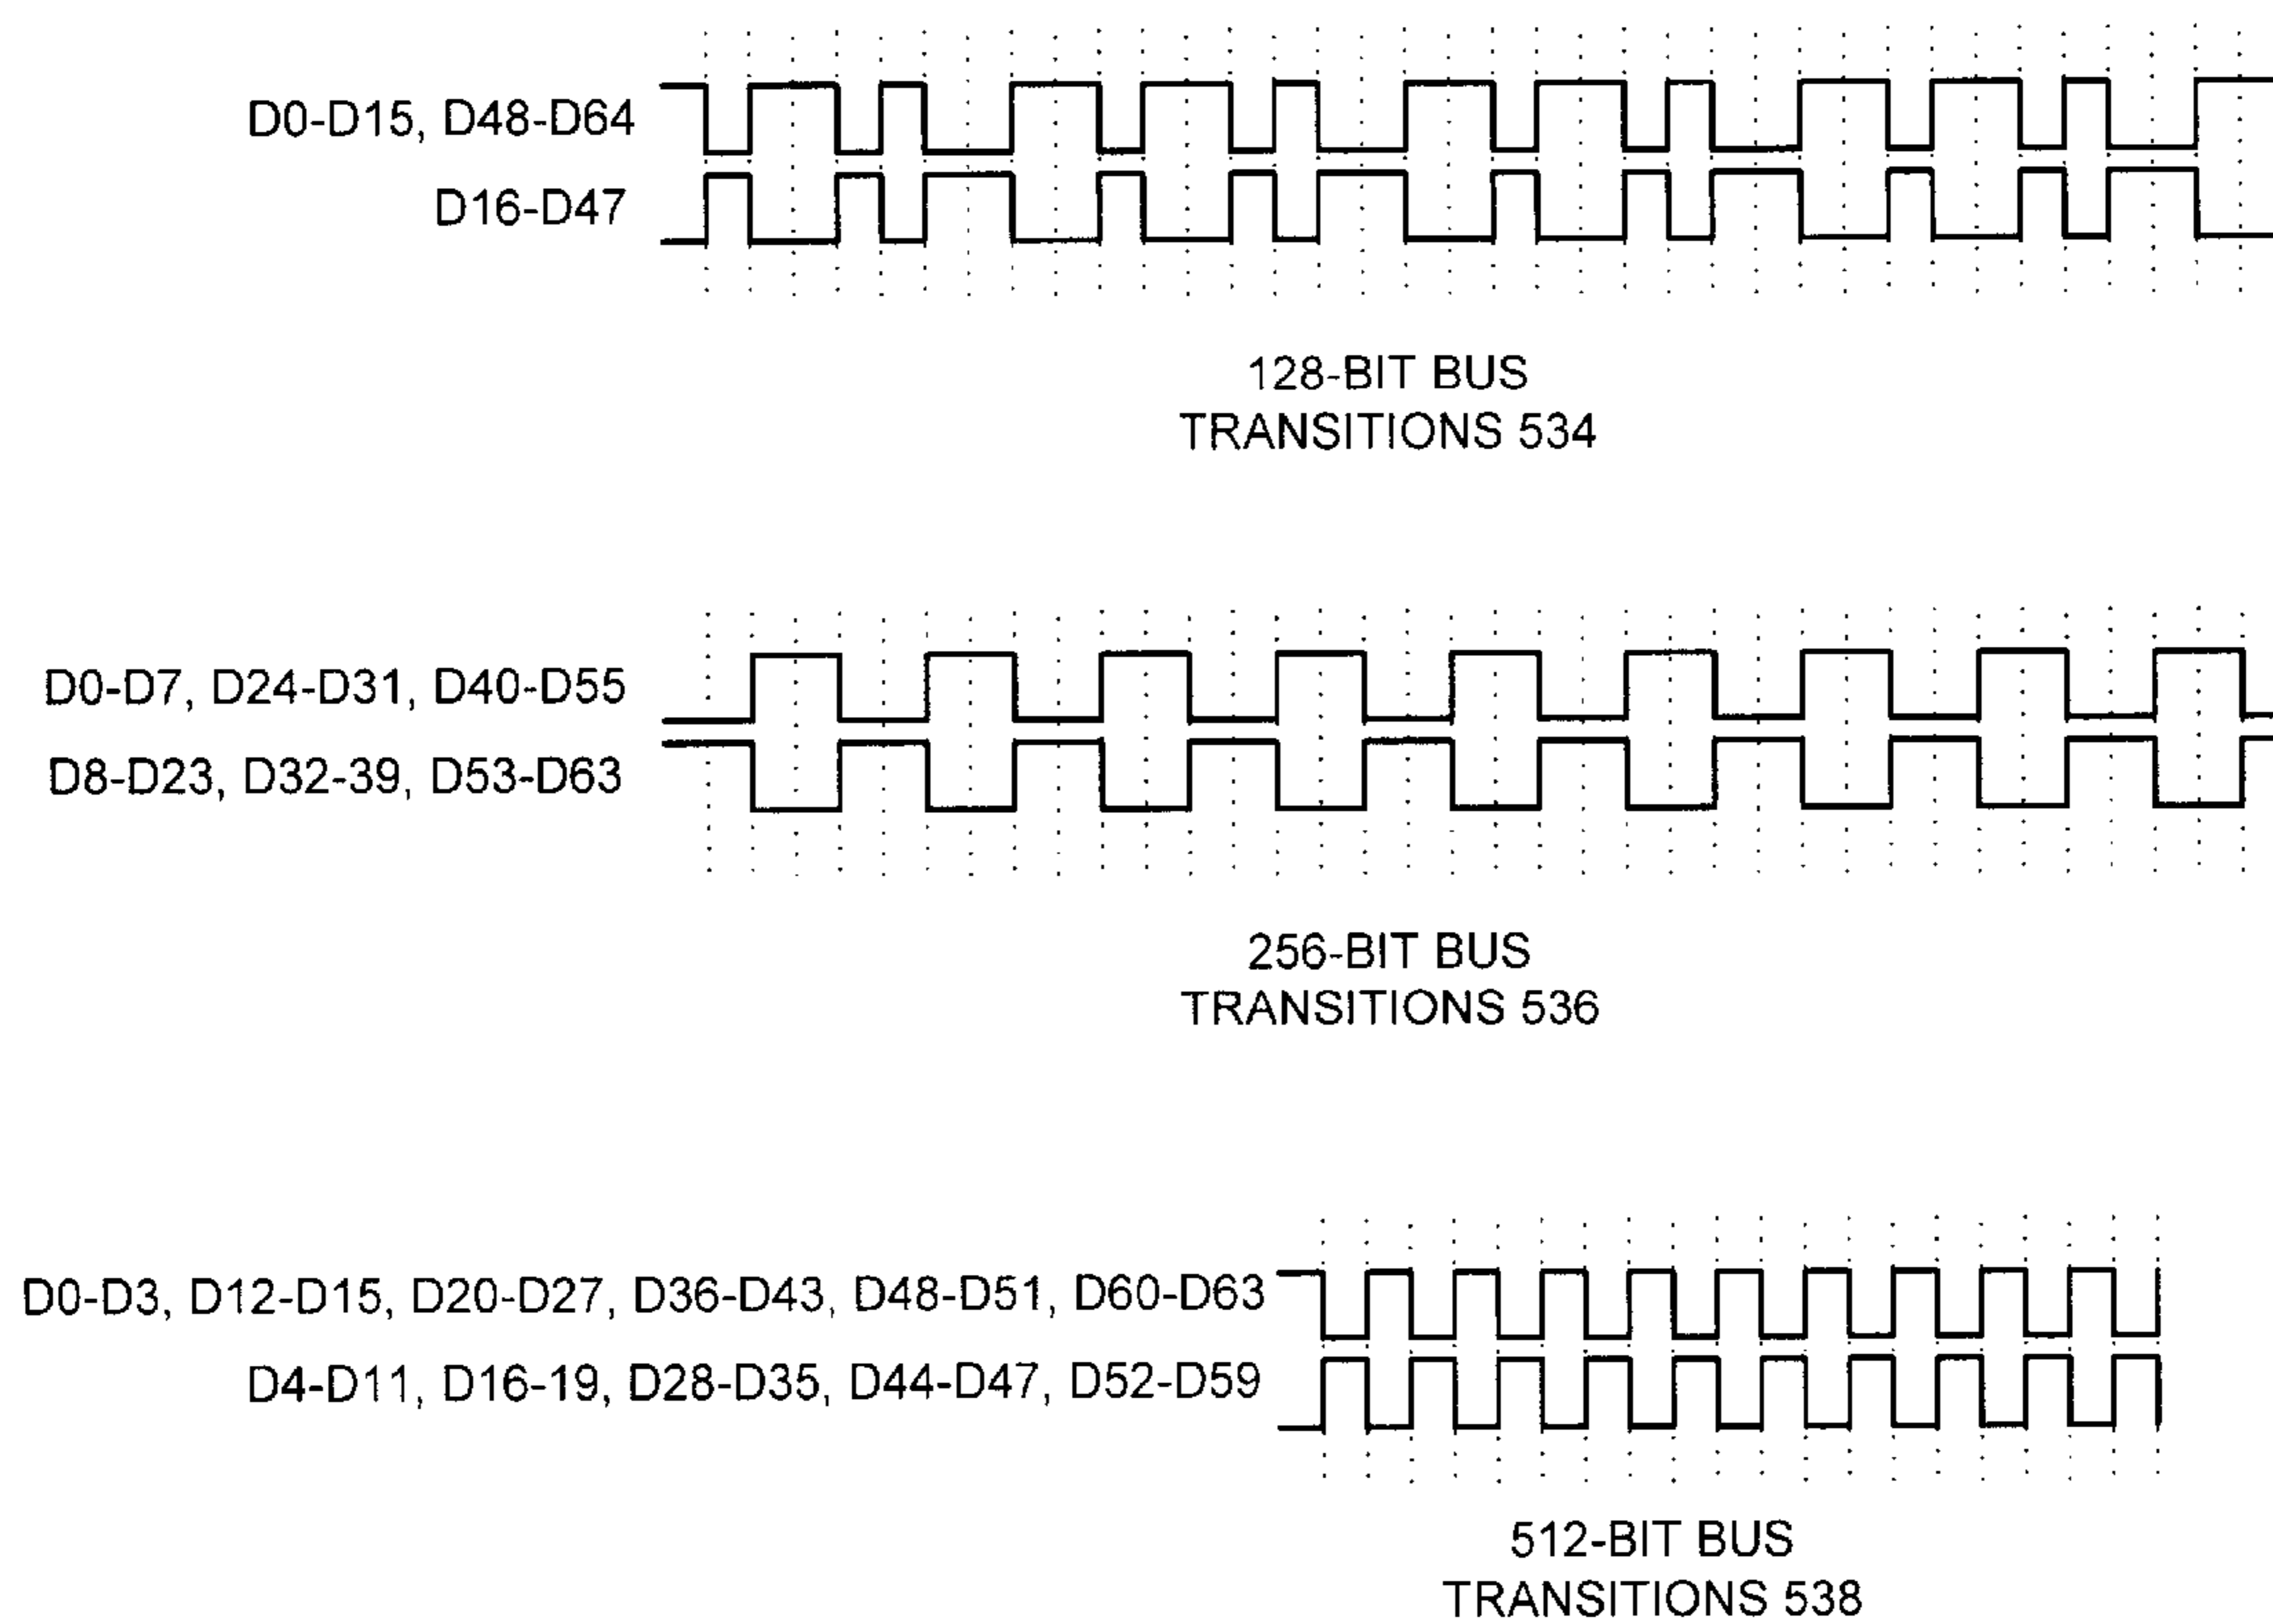 D0-D15, D48-D64
D16-D47
128-BIT BUS
TRANSITIONS 534
D0-D7, D24-D31, D40-D55
D8-D23, D32-39, D53-D63
256-BIT BUS
TRANSITIONS 536
D0-D3, D12-D15, D20-D27, D36-D43, D48-D51, D60-D63
D4-D11, D16-19, D28-D35, D44-D47, D52-D59
512-BIT BUS
TRANSITIONS 538